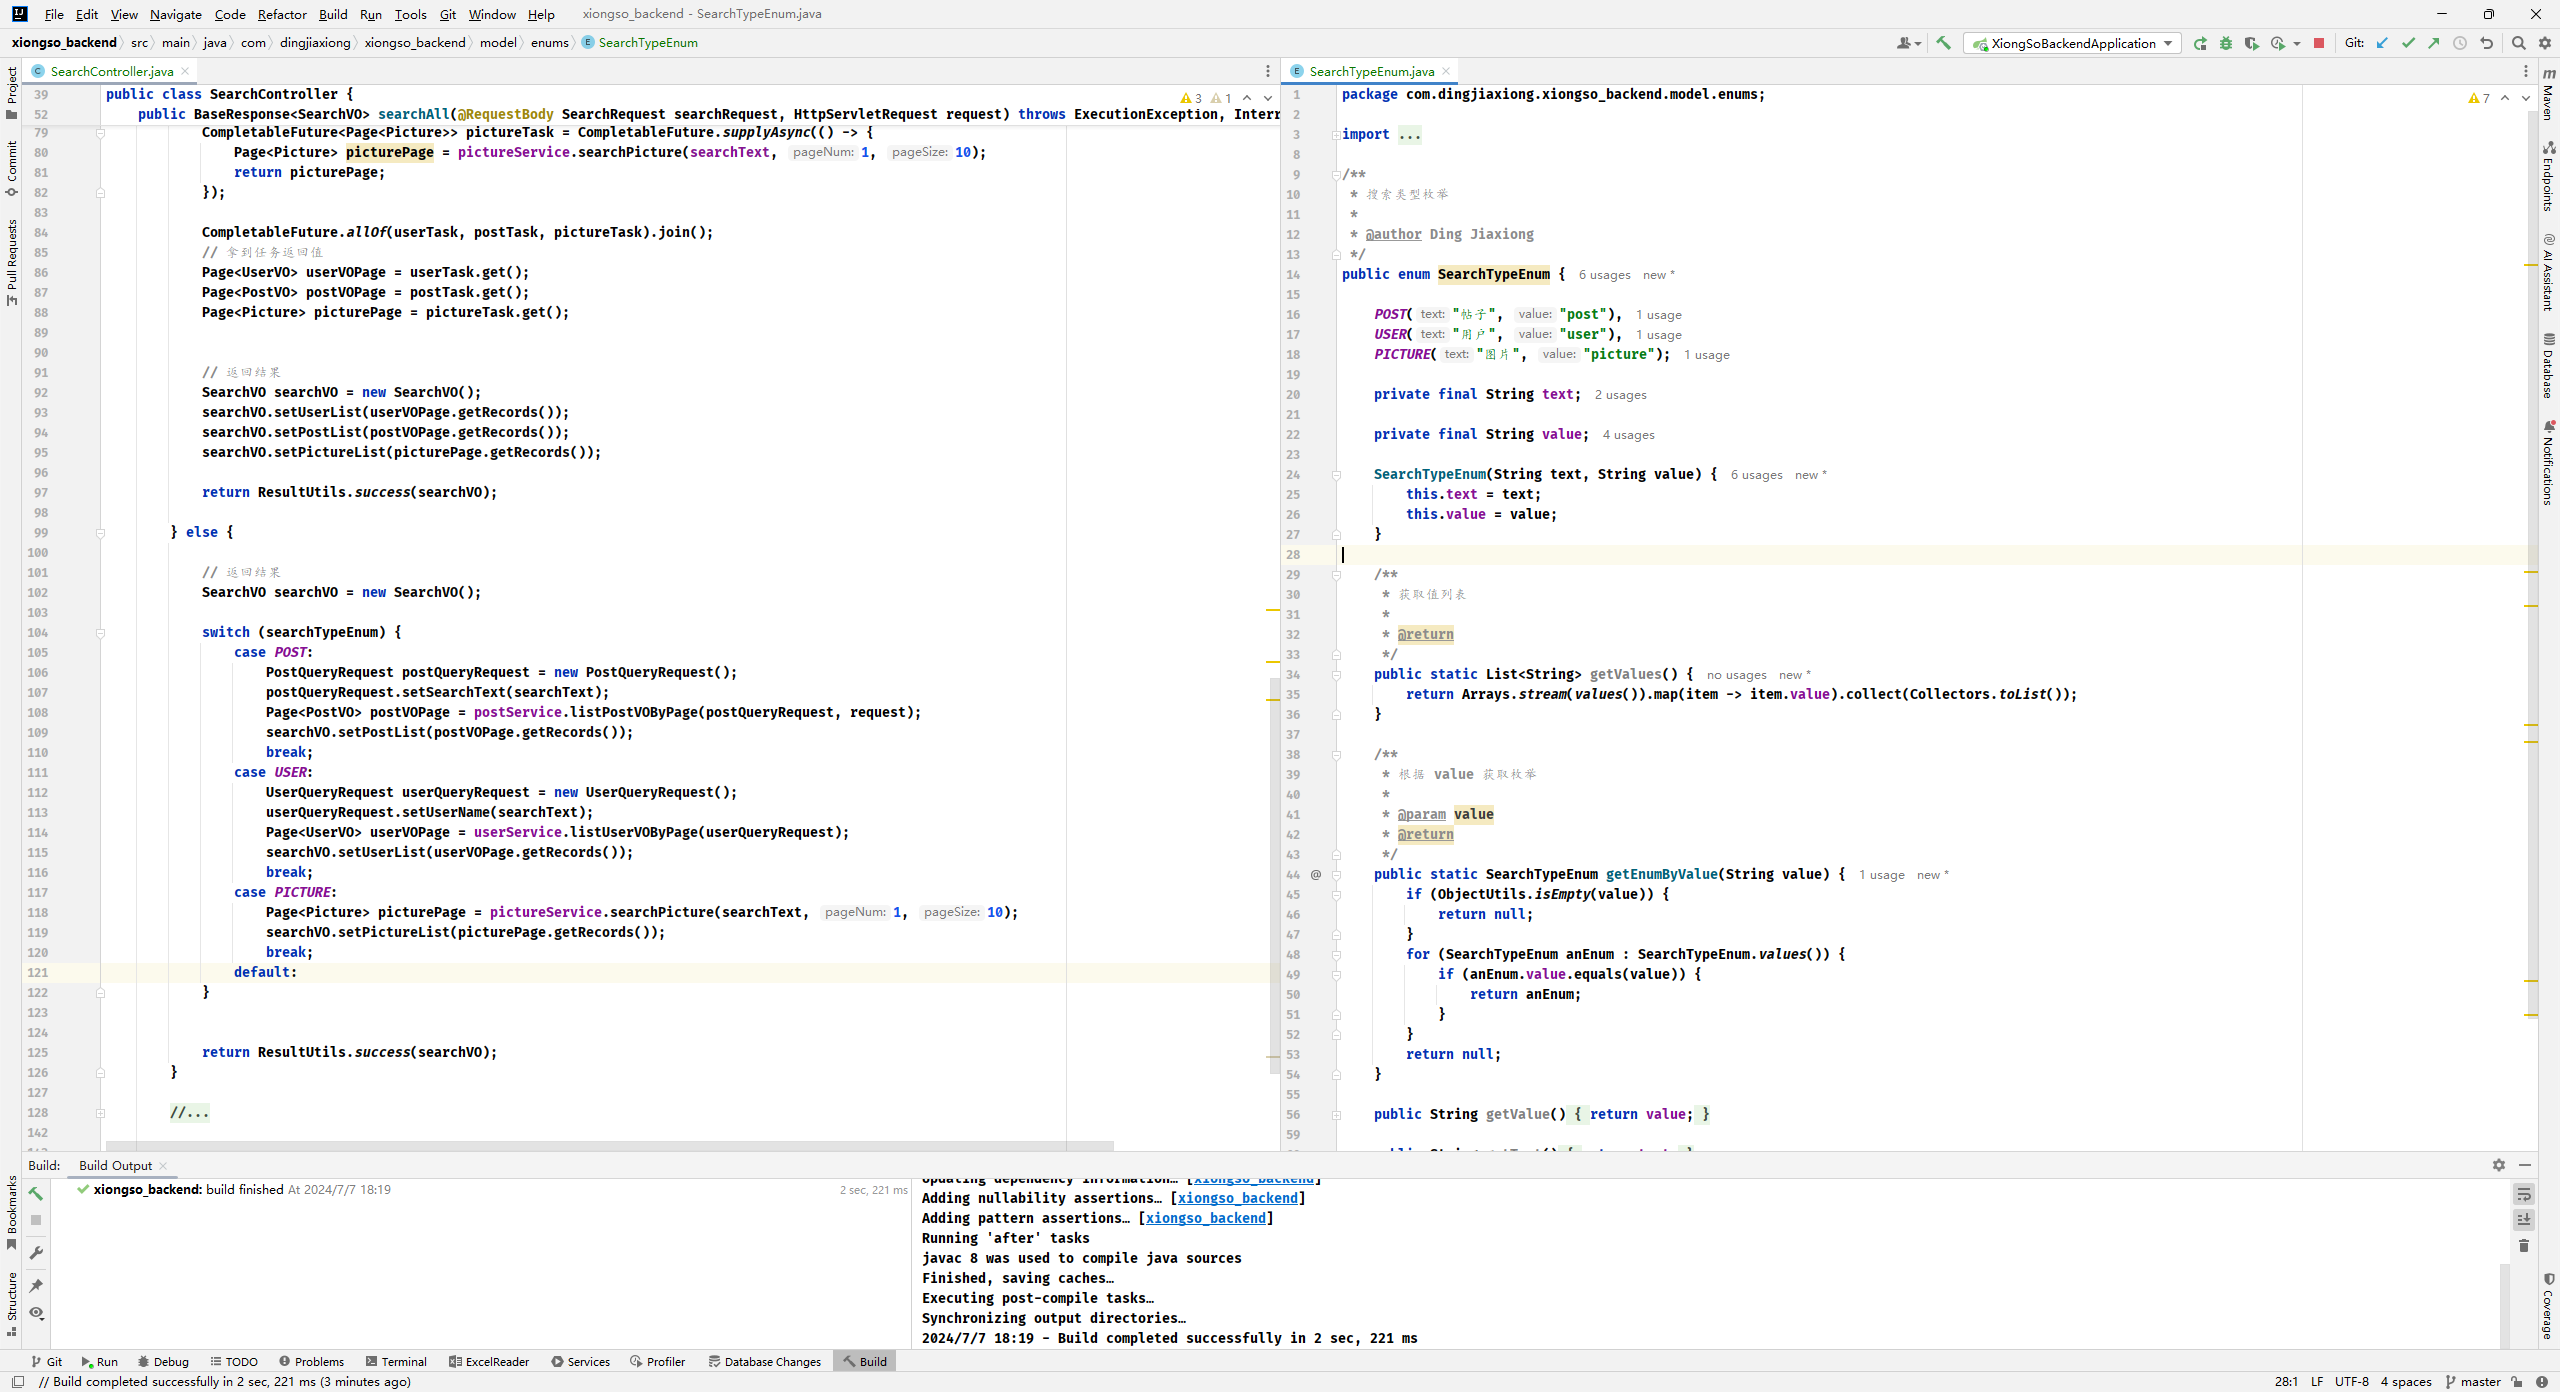 File Edit View Navigate Code Refactor Build Run Tools Git Window Help xiongso_backend - SearchTypeEnum.java
xiongso_backend src main java com dingjiaxiong xiongso_backend model enums SearchTypeEnum
XiongSoBackendApplication Git:
Project
Commit
Pull Requests
Bookmarks
Structure
SearchController.java
3 1
39 public class SearchController {
52 public BaseResponse<SearchVO> searchAll(@RequestBody SearchRequest searchRequest, HttpServletRequest request) throws ExecutionException, Interr
79 CompletableFuture<Page<Picture>> pictureTask = CompletableFuture.supplyAsync(() -> {
80 Page<Picture> picturePage = pictureService.searchPicture(searchText, pageNum: 1, pageSize: 10);
81 return picturePage;
82 });
83
84 CompletableFuture.allOf(userTask, postTask, pictureTask).join();
85 // 拿到任务返回值
86 Page<UserVO> userVOPage = userTask.get();
87 Page<PostVO> postVOPage = postTask.get();
88 Page<Picture> picturePage = pictureTask.get();
89
90
91 // 返回结果
92 SearchVO searchVO = new SearchVO();
93 searchVO.setUserList(userVOPage.getRecords());
94 searchVO.setPostList(postVOPage.getRecords());
95 searchVO.setPictureList(picturePage.getRecords());
96
97 return ResultUtils.success(searchVO);
98
99 } else {
100
101 // 返回结果
102 SearchVO searchVO = new SearchVO();
103
104 switch (searchTypeEnum) {
105 case POST:
106 PostQueryRequest postQueryRequest = new PostQueryRequest();
107 postQueryRequest.setSearchText(searchText);
108 Page<PostVO> postVOPage = postService.listPostVOByPage(postQueryRequest, request);
109 searchVO.setPostList(postVOPage.getRecords());
110 break;
111 case USER:
112 UserQueryRequest userQueryRequest = new UserQueryRequest();
113 userQueryRequest.setUserName(searchText);
114 Page<UserVO> userVOPage = userService.listUserVOByPage(userQueryRequest);
115 searchVO.setUserList(userVOPage.getRecords());
116 break;
117 case PICTURE:
118 Page<Picture> picturePage = pictureService.searchPicture(searchText, pageNum: 1, pageSize: 10);
119 searchVO.setPictureList(picturePage.getRecords());
120 break;
121 default:
122 }
123
124
125 return ResultUtils.success(searchVO);
126 }
127
128 //...
142
SearchTypeEnum.java
7
1 package com.dingjiaxiong.xiongso_backend.model.enums;
2
3 import ...
8
9 /**
10 * 搜索类型枚举
11 *
12 * @author Ding Jiaxiong
13 */
14 public enum SearchTypeEnum { 6 usages new *
15
16 POST( text: "帖子", value: "post"), 1 usage
17 USER( text: "用户", value: "user"), 1 usage
18 PICTURE( text: "图片", value: "picture"); 1 usage
19
20 private final String text; 2 usages
21
22 private final String value; 4 usages
23
24 SearchTypeEnum(String text, String value) { 6 usages new *
25 this.text = text;
26 this.value = value;
27 }
28
29 /**
30 * 获取值列表
31 *
32 * @return
33 */
34 public static List<String> getValues() { no usages new *
35 return Arrays.stream(values()).map(item -> item.value).collect(Collectors.toList());
36 }
37
38 /**
39 * 根据 value 获取枚举
40 *
41 * @param value
42 * @return
43 */
44 @ public static SearchTypeEnum getEnumByValue(String value) { 1 usage new *
45 if (ObjectUtils.isEmpty(value)) {
46 return null;
47 }
48 for (SearchTypeEnum anEnum : SearchTypeEnum.values()) {
49 if (anEnum.value.equals(value)) {
50 return anEnum;
51 }
52 }
53 return null;
54 }
55
56 public String getValue() { return value; }
59
Maven
Endpoints
AI Assistant
Database
Notifications
Coverage
Build: Build Output
xiongso_backend: build finished At 2024/7/7 18:19 2 sec, 221 ms
Updating dependency information… [xiongso_backend]
Adding nullability assertions… [xiongso_backend]
Adding pattern assertions… [xiongso_backend]
Running 'after' tasks
javac 8 was used to compile java sources
Finished, saving caches…
Executing post-compile tasks…
Synchronizing output directories…
2024/7/7 18:19 - Build completed successfully in 2 sec, 221 ms
Git Run Debug TODO Problems Terminal ExcelReader Services Profiler Database Changes Build
// Build completed successfully in 2 sec, 221 ms (3 minutes ago) 28:1 LF UTF-8 4 spaces master